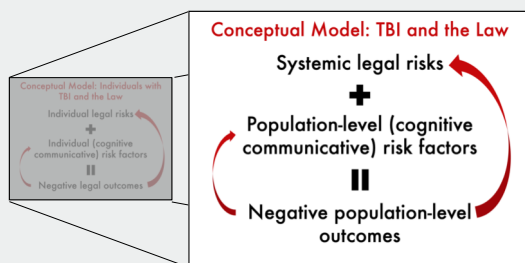 Conceptual Model: Individuals with
TBI and the Law
Individual legal risks
+
Individual (cognitive
communicative) risk factors
=
Negative legal outcomes
Conceptual Model: TBI and the Law
Systemic legal risks
+
Population-level (cognitive
communicative) risk factors
=
Negative population-level
outcomes